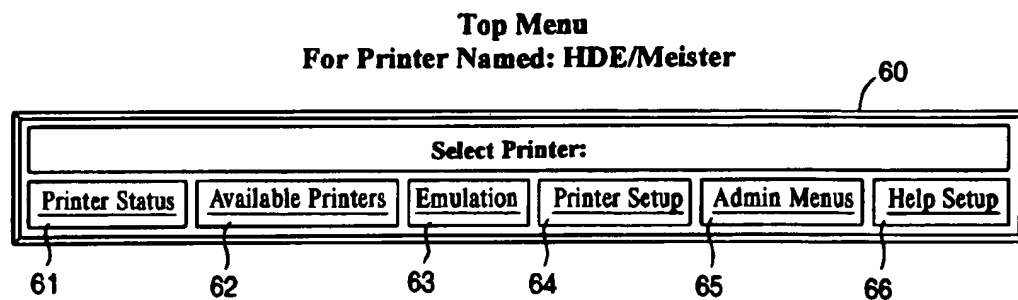 Top Menu
For Printer Named: HDE/Meister
60
Select Printer:
Printer Status Available Printers Emulation Printer Setup Admin Menus Help Setup
61 62 63 64 65 66